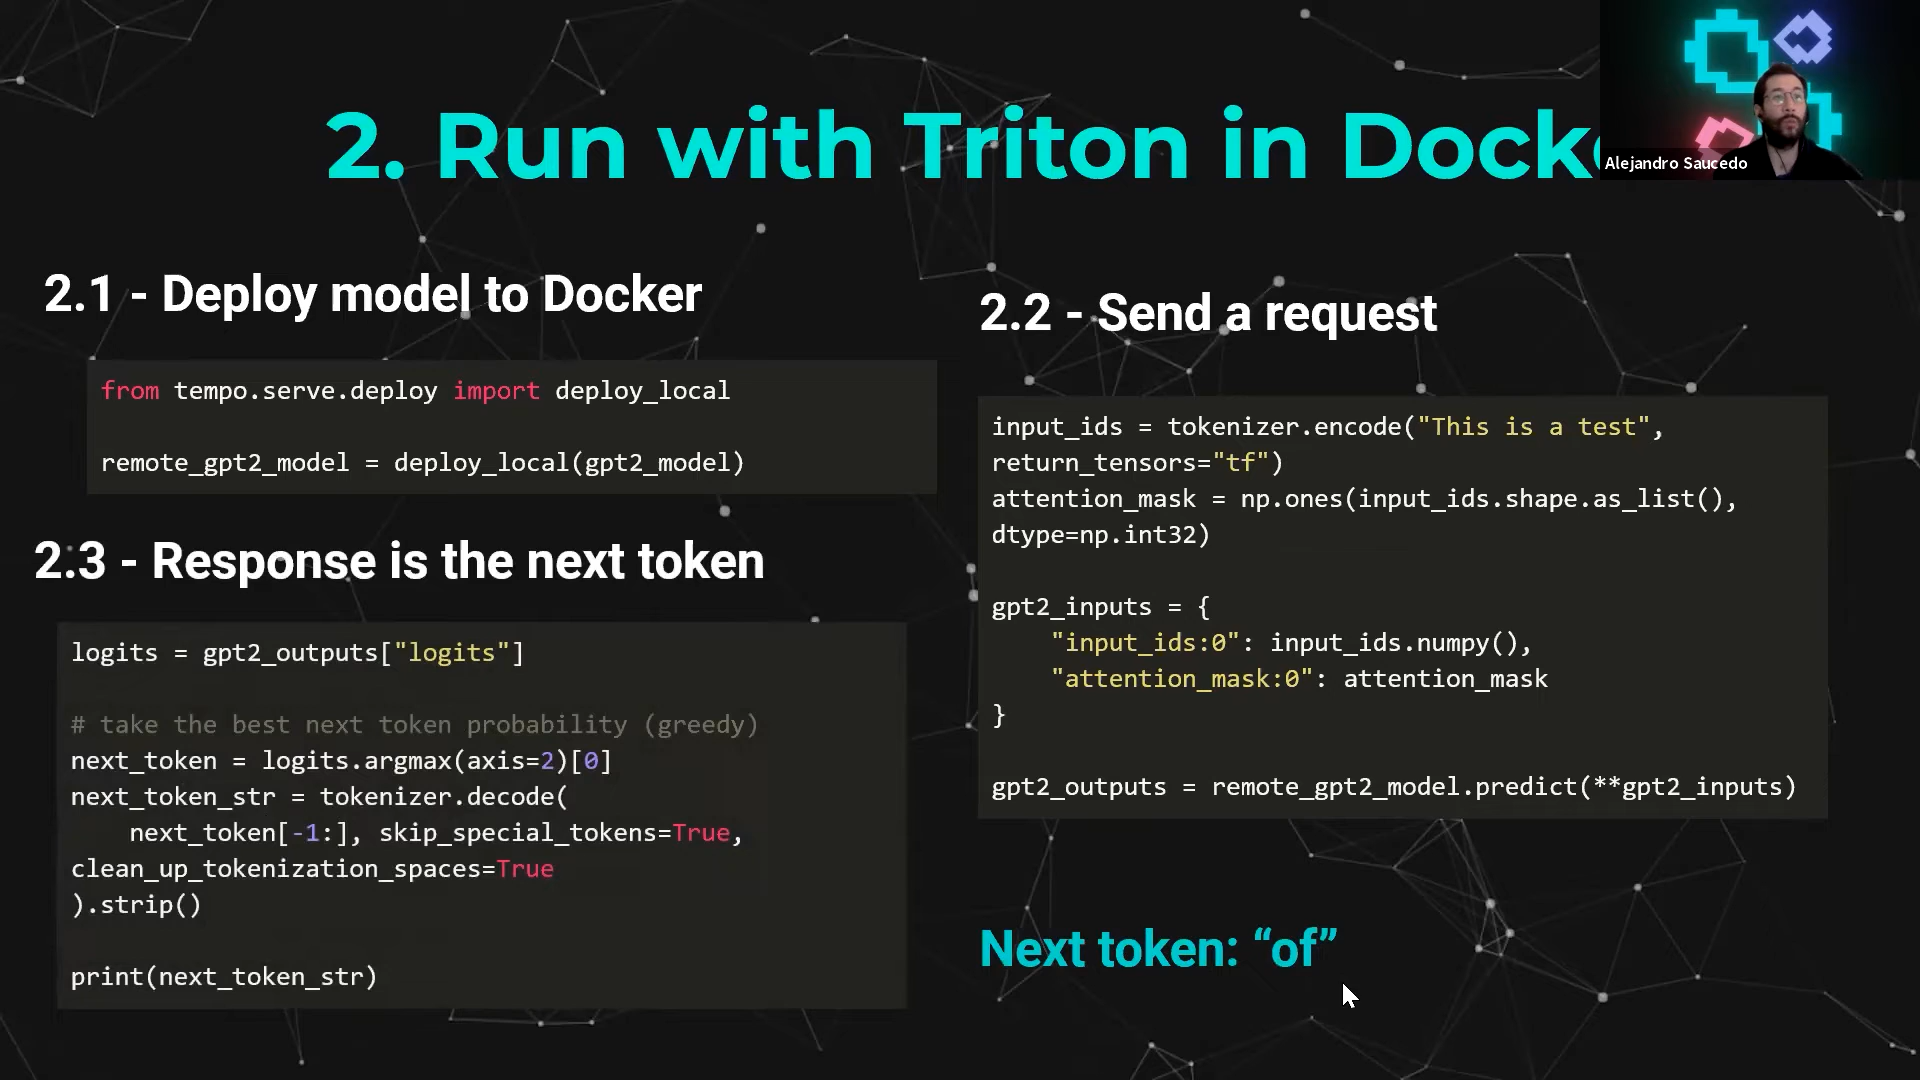 2. Run with Triton in Dock
Alejandro Saucedo
2.1 - Deploy model to Docker
from tempo.serve.deploy import deploy_local
remote_gpt2_model = deploy_local(gpt2_model)
2.2 - Send a request
input_ids = tokenizer.encode("This is a test",
return_tensors="tf")
attention_mask = np.ones(input_ids.shape.as_list(),
dtype=np.int32)
gpt2_inputs = {
    "input_ids:0": input_ids.numpy(),
    "attention_mask:0": attention_mask
}
gpt2_outputs = remote_gpt2_model.predict(**gpt2_inputs)
2.3 - Response is the next token
logits = gpt2_outputs["logits"]
# take the best next token probability (greedy)
next_token = logits.argmax(axis=2)[0]
next_token_str = tokenizer.decode(
    next_token[-1:], skip_special_tokens=True,
clean_up_tokenization_spaces=True
).strip()
print(next_token_str)
Next token: “of”